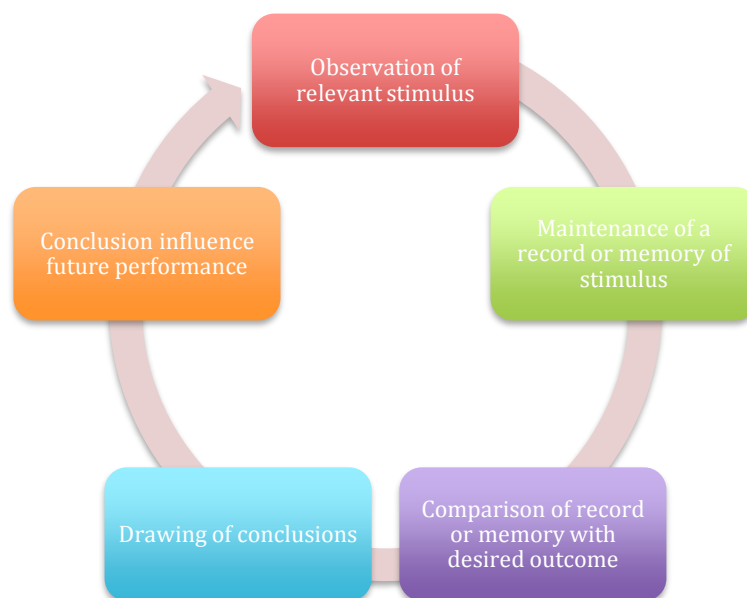 Observation of
relevant stimulus
Maintenance of a
record or memory of
stimulus
Comparison of record
or memory with
desired outcome
Drawing of conclusions
Conclusion influence
future performance